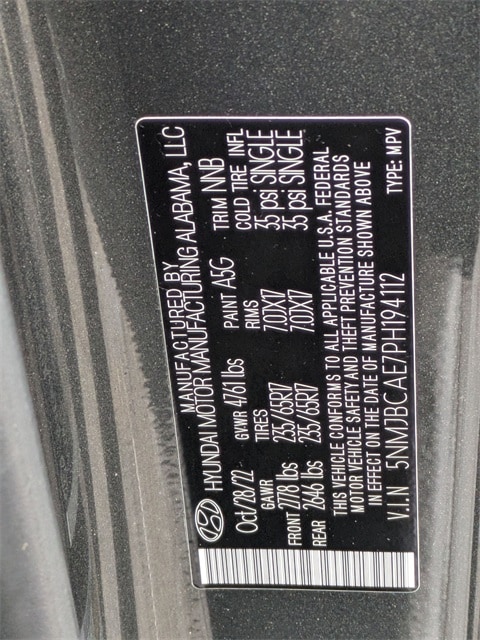 MANUFACTURED BY
HYUNDAI MOTOR MANUFACTURING ALABAMA, LLC
Oct/28/22 GVWR 4761lbs PAINT A5G TRIM NNB
GAWR TIRES RIMS COLD TIRE INFL
FRONT 2778 lbs 235/65R17 7.0JX17 35 psi SINGLE
REAR 2646 lbs 235/65R17 7.0JX17 35 psi SINGLE
THIS VEHICLE CONFORMS TO ALL APPLICABLE U.S.A. FEDERAL
MOTOR VEHICLE SAFETY AND THEFT PREVENTION STANDARDS
IN EFFECT ON THE DATE OF MANUFACTURE SHOWN ABOVE
V.I.N 5NMJBCAE7PH194112 TYPE: MPV